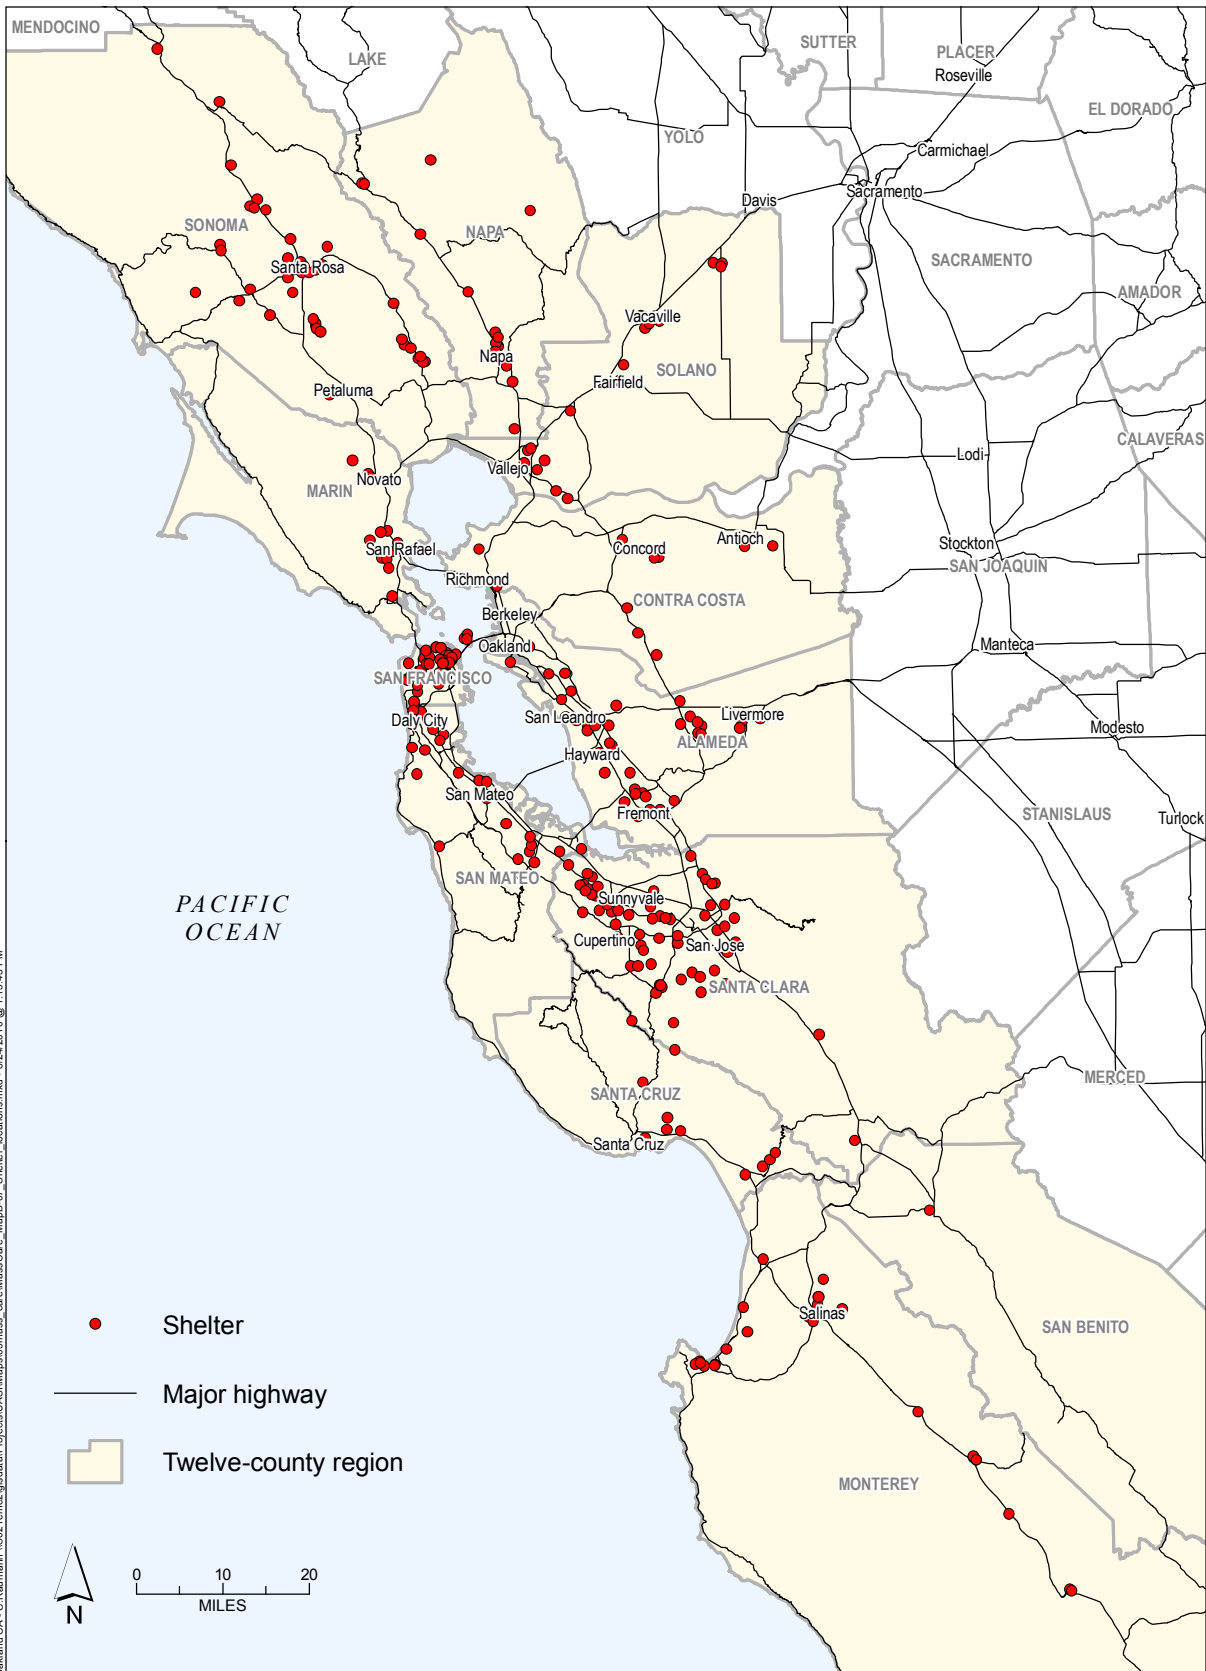 MENDOCINO
LAKE
SUTTER
PLACER
Roseville
EL DORADO
YOLO
Carmichael
Sacramento
Davis
SONOMA
NAPA
SACRAMENTO
Santa Rosa
AMADOR
Vacaville
Napa
SOLANO
Fairfield
Petaluma
CALAVERAS
Lodi
Vallejo
Novato
MARIN
Antioch
Concord
San Rafael
Stockton
SAN JOAQUIN
Richmond
CONTRA COSTA
Berkeley
Oakland
Manteca
SAN FRANCISCO
San Leandro
Livermore
Daly City
Modesto
ALAMEDA
Hayward
San Mateo
Fremont
STANISLAUS
Turlock
SAN MATEO
Sunnyvale
PACIFIC
OCEAN
Cupertino
San Jose
SANTA CLARA
MERCED
SANTA CRUZ
Santa Cruz
Salinas
SAN BENITO
Shelter
Major highway
Twelve-county region
MONTEREY
N
0 10 20
MILES